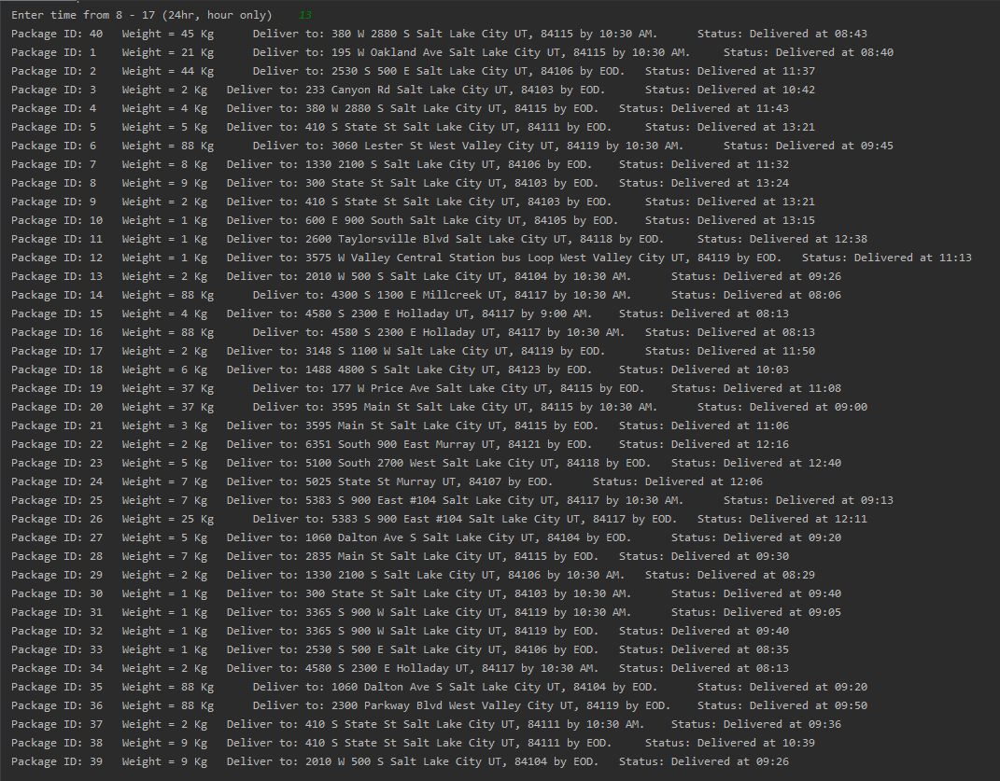 Enter time from 8 - 17 (24hr, hour only) 13
Package ID: 40 Weight = 45 Kg Deliver to: 380 W 2880 S Salt Lake City UT, 84115 by 10:30 AM. Status: Delivered at 08:43
Package ID: 1 Weight = 21 Kg Deliver to: 195 W Oakland Ave Salt Lake City UT, 84115 by 10:30 AM. Status: Delivered at 08:40
Package ID: 2 Weight = 44 Kg Deliver to: 2530 S 500 E Salt Lake City UT, 84106 by EOD. Status: Delivered at 11:37
Package ID: 3 Weight = 2 Kg Deliver to: 233 Canyon Rd Salt Lake City UT, 84103 by EOD. Status: Delivered at 10:42
Package ID: 4 Weight = 4 Kg Deliver to: 380 W 2880 S Salt Lake City UT, 84115 by EOD. Status: Delivered at 11:43
Package ID: 5 Weight = 5 Kg Deliver to: 410 S State St Salt Lake City UT, 84111 by EOD. Status: Delivered at 13:21
Package ID: 6 Weight = 88 Kg Deliver to: 3060 Lester St West Valley City UT, 84119 by 10:30 AM. Status: Delivered at 09:45
Package ID: 7 Weight = 8 Kg Deliver to: 1330 2100 S Salt Lake City UT, 84106 by EOD. Status: Delivered at 11:32
Package ID: 8 Weight = 9 Kg Deliver to: 300 State St Salt Lake City UT, 84103 by EOD. Status: Delivered at 13:24
Package ID: 9 Weight = 2 Kg Deliver to: 410 S State St Salt Lake City UT, 84103 by EOD. Status: Delivered at 13:21
Package ID: 10 Weight = 1 Kg Deliver to: 600 E 900 South Salt Lake City UT, 84105 by EOD. Status: Delivered at 13:15
Package ID: 11 Weight = 1 Kg Deliver to: 2600 Taylorsville Blvd Salt Lake City UT, 84118 by EOD. Status: Delivered at 12:38
Package ID: 12 Weight = 1 Kg Deliver to: 3575 W Valley Central Station bus Loop West Valley City UT, 84119 by EOD. Status: Delivered at 11:13
Package ID: 13 Weight = 2 Kg Deliver to: 2010 W 500 S Salt Lake City UT, 84104 by 10:30 AM. Status: Delivered at 09:26
Package ID: 14 Weight = 88 Kg Deliver to: 4300 S 1300 E Millcreek UT, 84117 by 10:30 AM. Status: Delivered at 08:06
Package ID: 15 Weight = 4 Kg Deliver to: 4580 S 2300 E Holladay UT, 84117 by 9:00 AM. Status: Delivered at 08:13
Package ID: 16 Weight = 88 Kg Deliver to: 4580 S 2300 E Holladay UT, 84117 by 10:30 AM. Status: Delivered at 08:13
Package ID: 17 Weight = 2 Kg Deliver to: 3148 S 1100 W Salt Lake City UT, 84119 by EOD. Status: Delivered at 11:50
Package ID: 18 Weight = 6 Kg Deliver to: 1488 4800 S Salt Lake City UT, 84123 by EOD. Status: Delivered at 10:03
Package ID: 19 Weight = 37 Kg Deliver to: 177 W Price Ave Salt Lake City UT, 84115 by EOD. Status: Delivered at 11:08
Package ID: 20 Weight = 37 Kg Deliver to: 3595 Main St Salt Lake City UT, 84115 by 10:30 AM. Status: Delivered at 09:00
Package ID: 21 Weight = 3 Kg Deliver to: 3595 Main St Salt Lake City UT, 84115 by EOD. Status: Delivered at 11:06
Package ID: 22 Weight = 2 Kg Deliver to: 6351 South 900 East Murray UT, 84121 by EOD. Status: Delivered at 12:16
Package ID: 23 Weight = 5 Kg Deliver to: 5100 South 2700 West Salt Lake City UT, 84118 by EOD. Status: Delivered at 12:40
Package ID: 24 Weight = 7 Kg Deliver to: 5025 State St Murray UT, 84107 by EOD. Status: Delivered at 12:06
Package ID: 25 Weight = 7 Kg Deliver to: 5383 S 900 East #104 Salt Lake City UT, 84117 by 10:30 AM. Status: Delivered at 09:13
Package ID: 26 Weight = 25 Kg Deliver to: 5383 S 900 East #104 Salt Lake City UT, 84117 by EOD. Status: Delivered at 12:11
Package ID: 27 Weight = 5 Kg Deliver to: 1060 Dalton Ave S Salt Lake City UT, 84104 by EOD. Status: Delivered at 09:20
Package ID: 28 Weight = 7 Kg Deliver to: 2835 Main St Salt Lake City UT, 84115 by EOD. Status: Delivered at 09:30
Package ID: 29 Weight = 2 Kg Deliver to: 1330 2100 S Salt Lake City UT, 84106 by 10:30 AM. Status: Delivered at 08:29
Package ID: 30 Weight = 1 Kg Deliver to: 300 State St Salt Lake City UT, 84103 by 10:30 AM. Status: Delivered at 09:40
Package ID: 31 Weight = 1 Kg Deliver to: 3365 S 900 W Salt Lake City UT, 84119 by 10:30 AM. Status: Delivered at 09:05
Package ID: 32 Weight = 1 Kg Deliver to: 3365 S 900 W Salt Lake City UT, 84119 by EOD. Status: Delivered at 09:40
Package ID: 33 Weight = 1 Kg Deliver to: 2530 S 500 E Salt Lake City UT, 84106 by EOD. Status: Delivered at 08:35
Package ID: 34 Weight = 2 Kg Deliver to: 4580 S 2300 E Holladay UT, 84117 by 10:30 AM. Status: Delivered at 08:13
Package ID: 35 Weight = 88 Kg Deliver to: 1060 Dalton Ave S Salt Lake City UT, 84104 by EOD. Status: Delivered at 09:20
Package ID: 36 Weight = 88 Kg Deliver to: 2300 Parkway Blvd West Valley City UT, 84119 by EOD. Status: Delivered at 09:50
Package ID: 37 Weight = 2 Kg Deliver to: 410 S State St Salt Lake City UT, 84111 by 10:30 AM. Status: Delivered at 09:36
Package ID: 38 Weight = 9 Kg Deliver to: 410 S State St Salt Lake City UT, 84111 by EOD. Status: Delivered at 10:39
Package ID: 39 Weight = 9 Kg Deliver to: 2010 W 500 S Salt Lake City UT, 84104 by EOD. Status: Delivered at 09:26